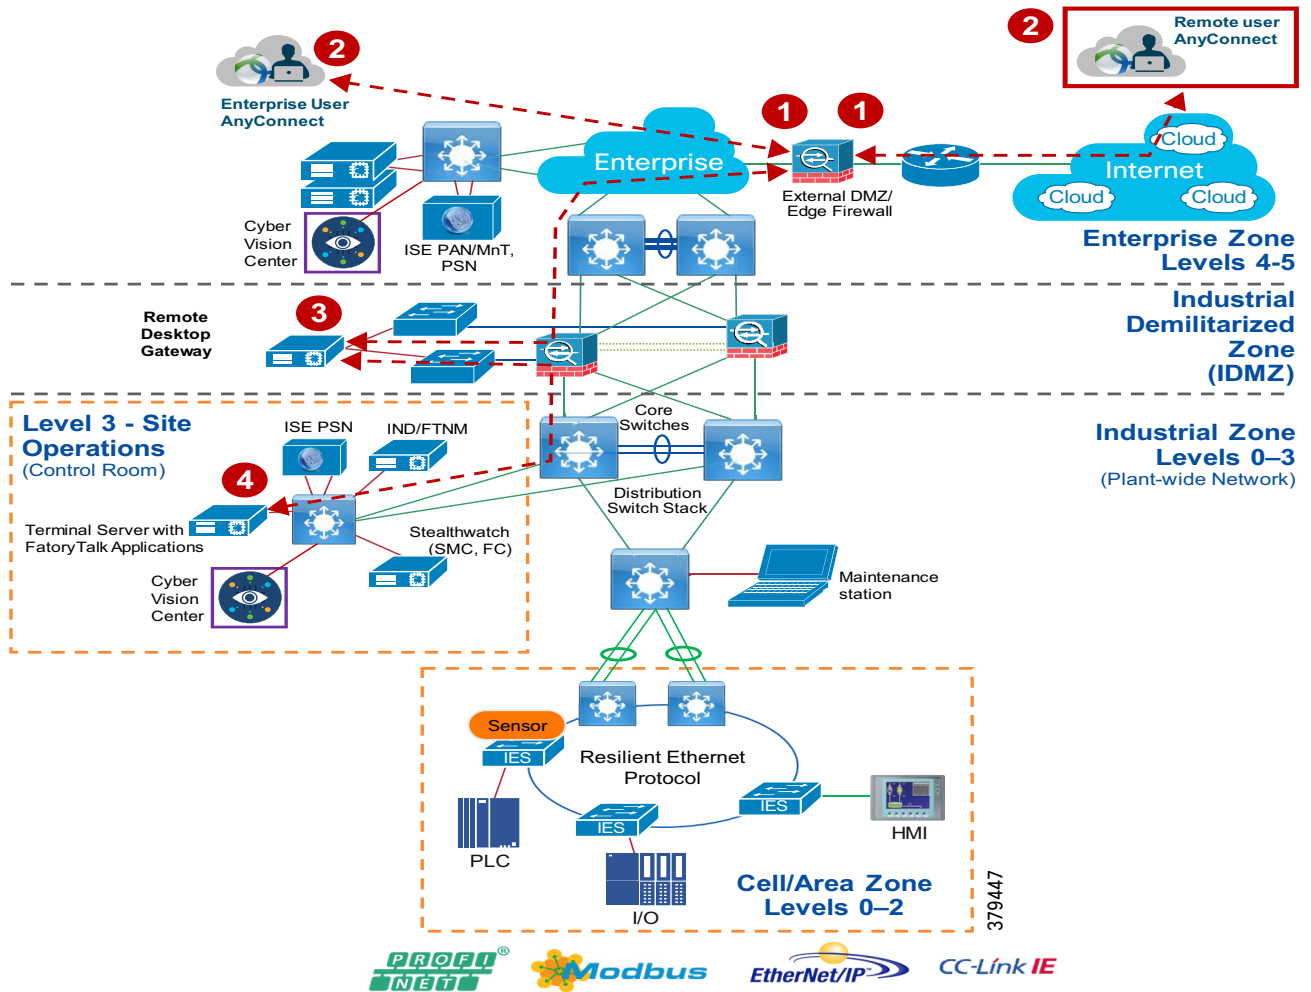 2
Enterprise User
AnyConnect
1
1
2
Remote user
AnyConnect
Enterprise
Cloud
Internet
Cloud
Cloud
External DMZ/
Edge Firewall
Cyber
Vision
Center
ISE PAN/MnT,
PSN
Enterprise Zone
Levels 4-5
Remote
Desktop
Gateway
3
Industrial
Demilitarized
Zone
(IDMZ)
Level 3 - Site
Operations
(Control Room)
ISE PSN
IND/FTNM
4
Terminal Server with
FatoryTalk Applications
Stealthwatch
(SMC, FC)
Cyber
Vision
Center
Core
Switches
Distribution
Switch Stack
Industrial Zone
Levels 0–3
(Plant-wide Network)
Maintenance
station
Sensor
IES
Resilient Ethernet
Protocol
IES
IES
PLC
I/O
HMI
Cell/Area Zone
Levels 0–2
379447
PROFI
NET®
Modbus
EtherNet/IP™
CC-Link IE